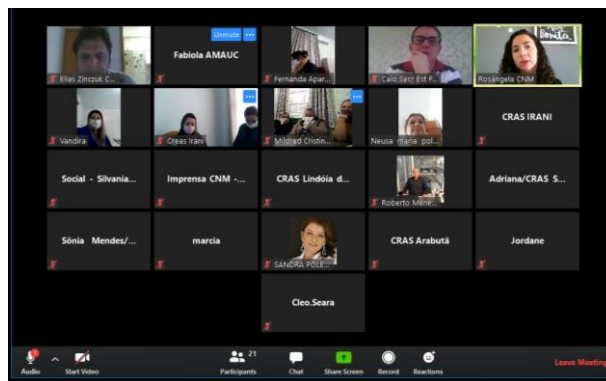 Elias Zinczuk C...
Unmute ...
Fabiola AMAUC
Fernanda Apar...
Caio Secr Est F...
Bonita
Rosângela CNM
Vandira
...
Creas Irani
...
Mildred Cristin...
Neusa maria pol...
CRAS IRANI
Social - Silvania...
Imprensa CNM -...
CRAS Lindóia d...
Roberto Mene...
Adriana/CRAS S...
Sônia Mendes/...
marcia
SANDRA POLE...
CRAS Arabutã
Jordane
Cleo.Seara
Audio
Start Video
21
Participants
Chat
Share Screen
Record
Reactions
Leave Meeting